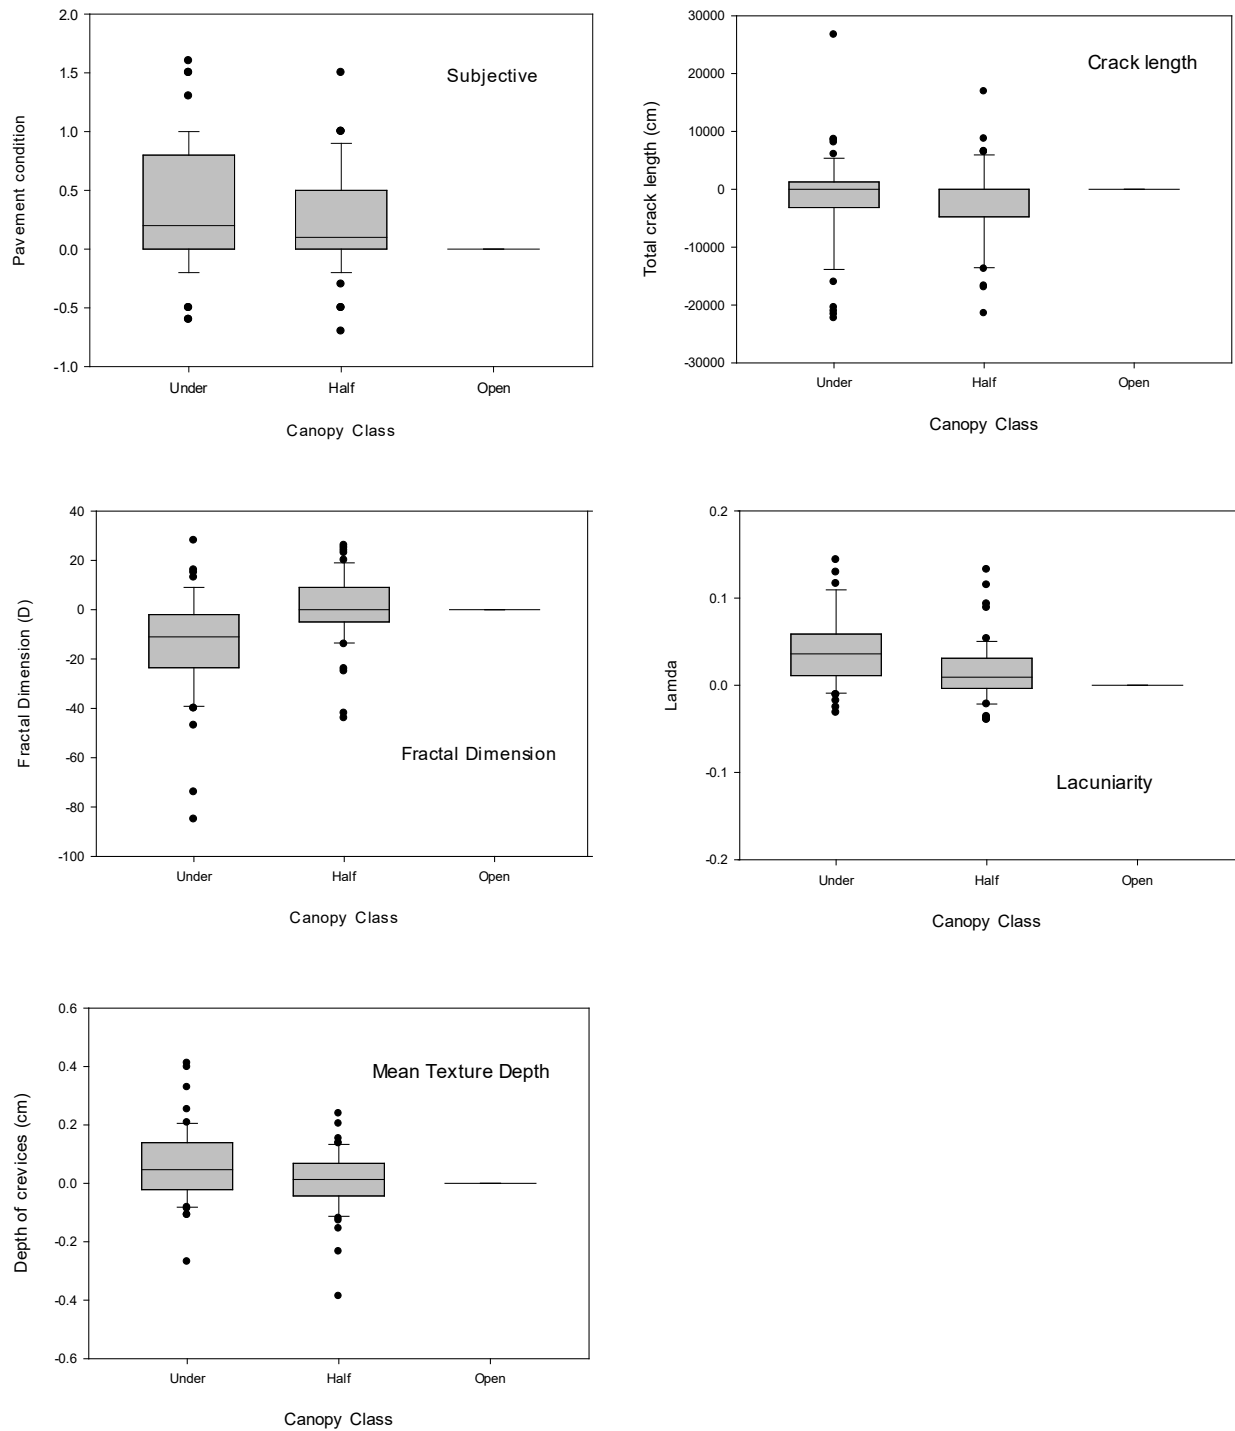 2.0
1.5
1.0
0.5
0.0
-0.5
-1.0
Pavement condition
Subjective
Under Half Open
Canopy Class
30000
20000
10000
0
-10000
-20000
-30000
Total crack length (cm)
Crack length
Under Half Open
Canopy Class
40
20
0
-20
-40
-60
-80
-100
Fractal Dimension (D)
Fractal Dimension
Under Half Open
Canopy Class
0.2
0.1
0.0
-0.1
-0.2
Lamda
Lacuniarity
Under Half Open
Canopy Class
0.6
0.4
0.2
0.0
-0.2
-0.4
-0.6
Depth of crevices (cm)
Mean Texture Depth
Under Half Open
Canopy Class